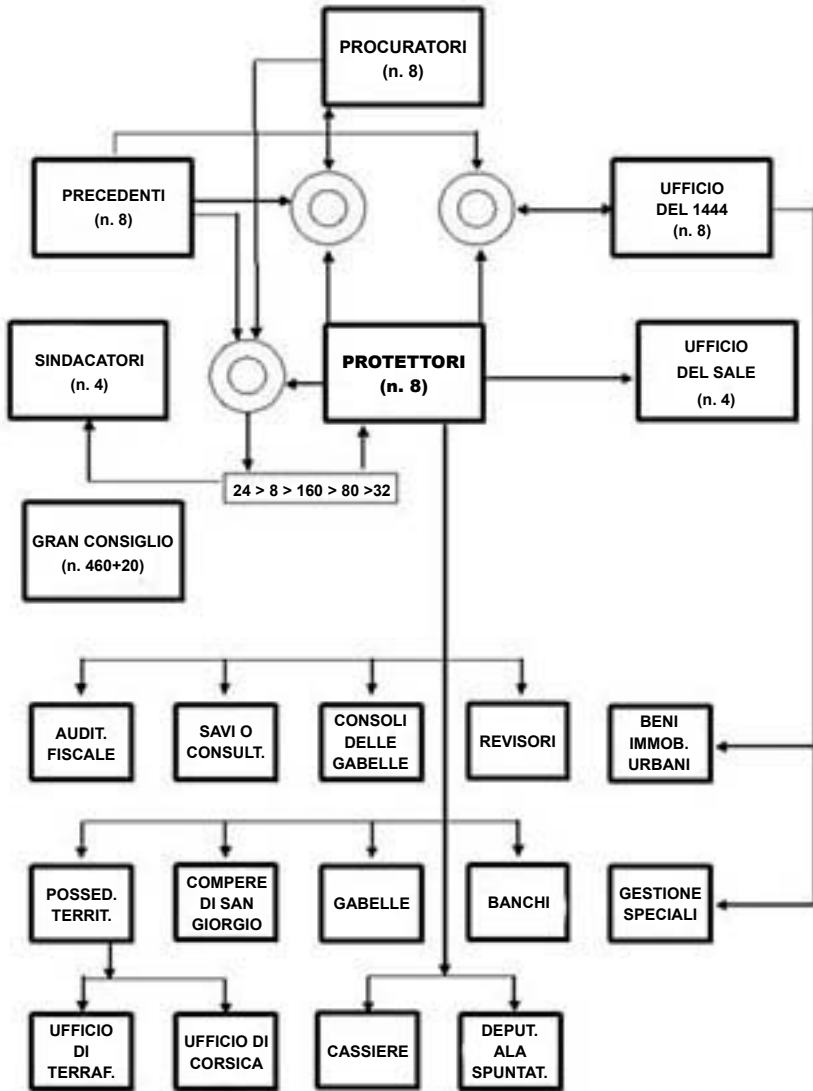 PROCURATORI
(n. 8)
PRECEDENTI
(n. 8)
UFFICIO
DEL 1444
(n. 8)
SINDACATORI
(n. 4)
PROTETTORI
(n. 8)
UFFICIO
DEL SALE
(n. 4)
24 > 8 > 160 > 80 >32
GRAN CONSIGLIO
(n. 460+20)
AUDIT.
FISCALE
SAVI O
CONSULT.
CONSOLI
DELLE
GABELLE
REVISORI
BENI
IMMOB.
URBANI
POSSED.
TERRIT.
COMPERE
DI SAN
GIORGIO
GABELLE
BANCHI
GESTIONE
SPECIALI
UFFICIO
DI
TERRAF.
UFFICIO DI
CORSICA
CASSIERE
DEPUT.
ALA
SPUNTAT.